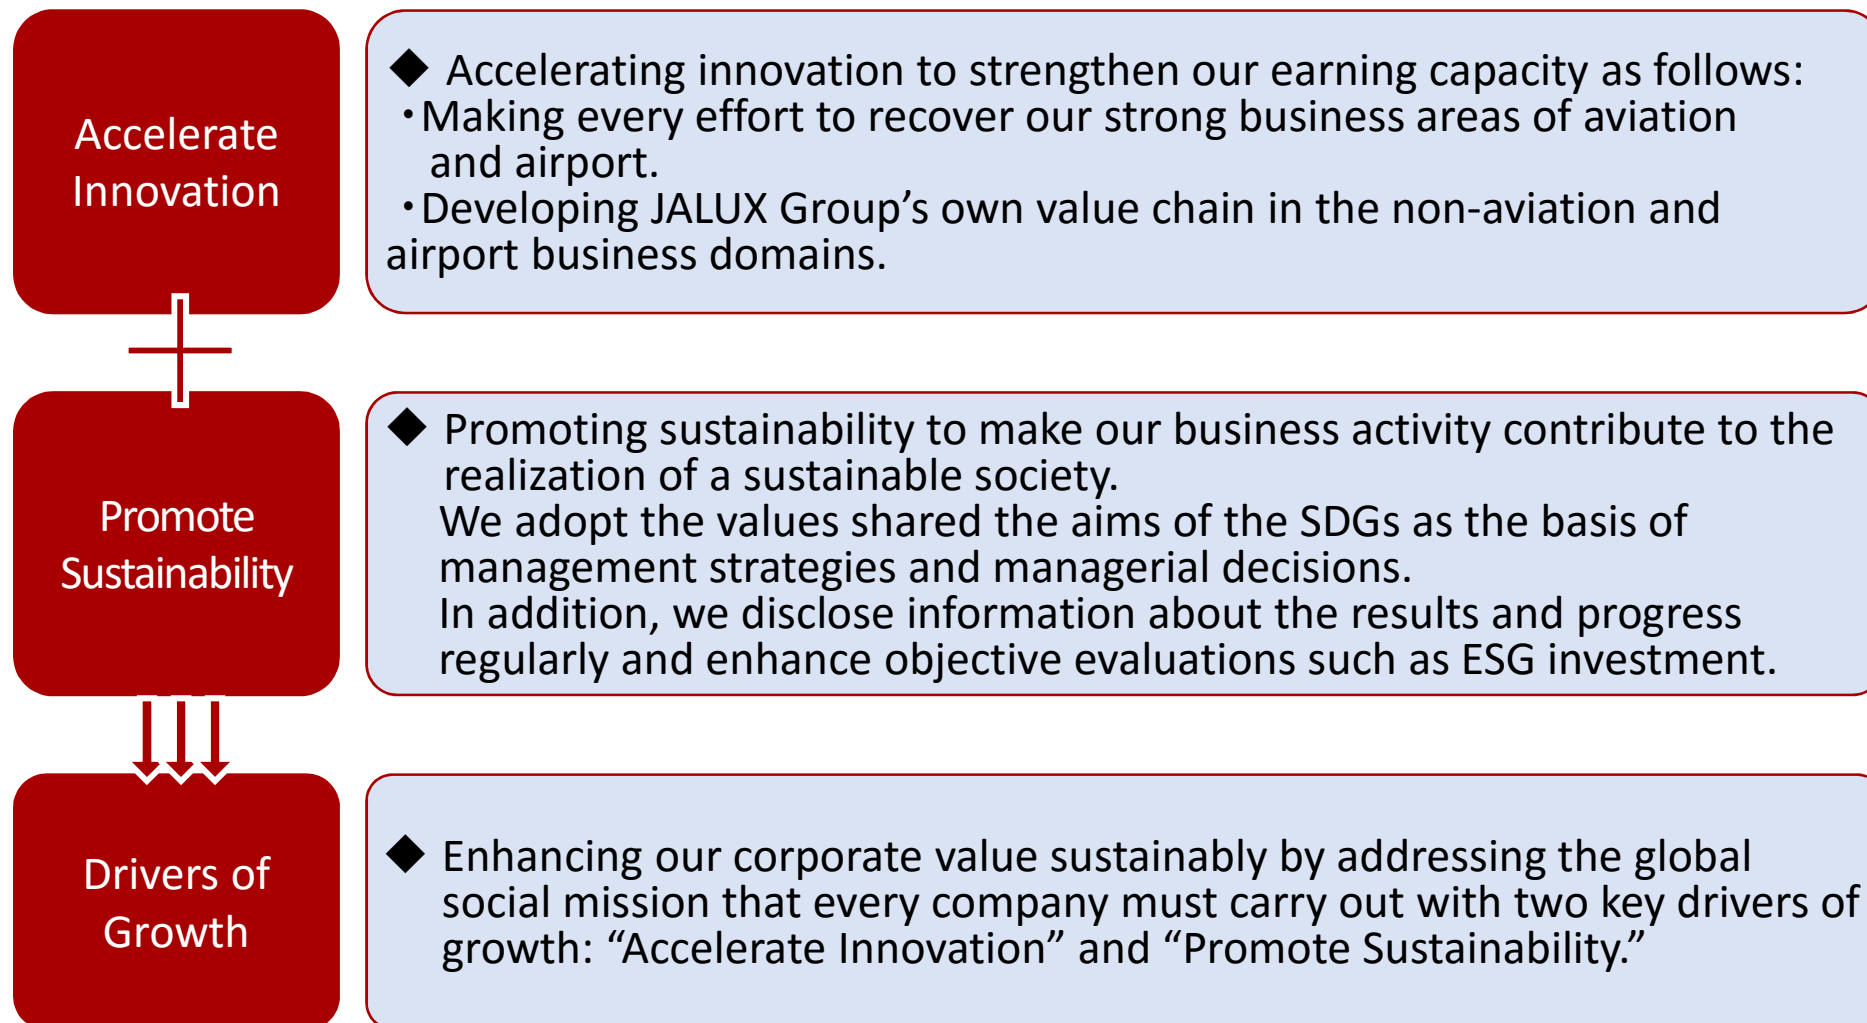 Accelerate
Innovation
◆ Accelerating innovation to strengthen our earning capacity as follows:
・Making every effort to recover our strong business areas of aviation
and airport.
・Developing JALUX Group’s own value chain in the non-aviation and
airport business domains.
Promote
Sustainability
◆ Promoting sustainability to make our business activity contribute to the
realization of a sustainable society.
We adopt the values shared the aims of the SDGs as the basis of
management strategies and managerial decisions.
In addition, we disclose information about the results and progress
regularly and enhance objective evaluations such as ESG investment.
Drivers of
Growth
◆ Enhancing our corporate value sustainably by addressing the global
social mission that every company must carry out with two key drivers of
growth: “Accelerate Innovation” and “Promote Sustainability.”